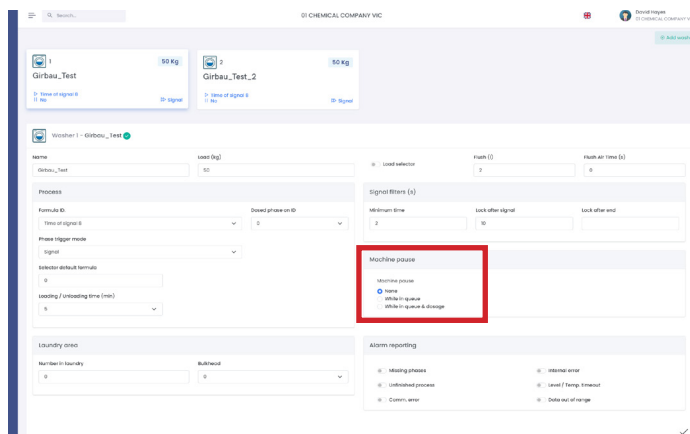 Search...
01 CHEMICAL COMPANY VIC
David Hayes
01 CHEMICAL COMPANY V
Add wash
1
50 Kg
Girbau_Test
Time of signal 8
No
Signal
2
50 Kg
Girbau_Test_2
Time of signal 8
No
Signal
Washer 1 - Girbau_Test
Name
Load (kg)
Load selector
Flush (l)
Flush Air Time (s)
Girbau_Test
50
2
0
Process
Signal filters (s)
Formula ID:
Dosed phase on ID
Minimum time
Lock after signal
Lock after end
Time of signal 8
0
2
10
Phase trigger mode
Signal
Machine pause
Selector default formula
Machine pause
0
None
While in queue
While in queue & dosage
Loading / Unloading time (min)
5
Laundry area
Alarm reporting
Number in laundry
Bulkhead
0
0
Missing phases
Internal error
Unfinished process
Level / Temp. timeout
Comm. error
Data out of range